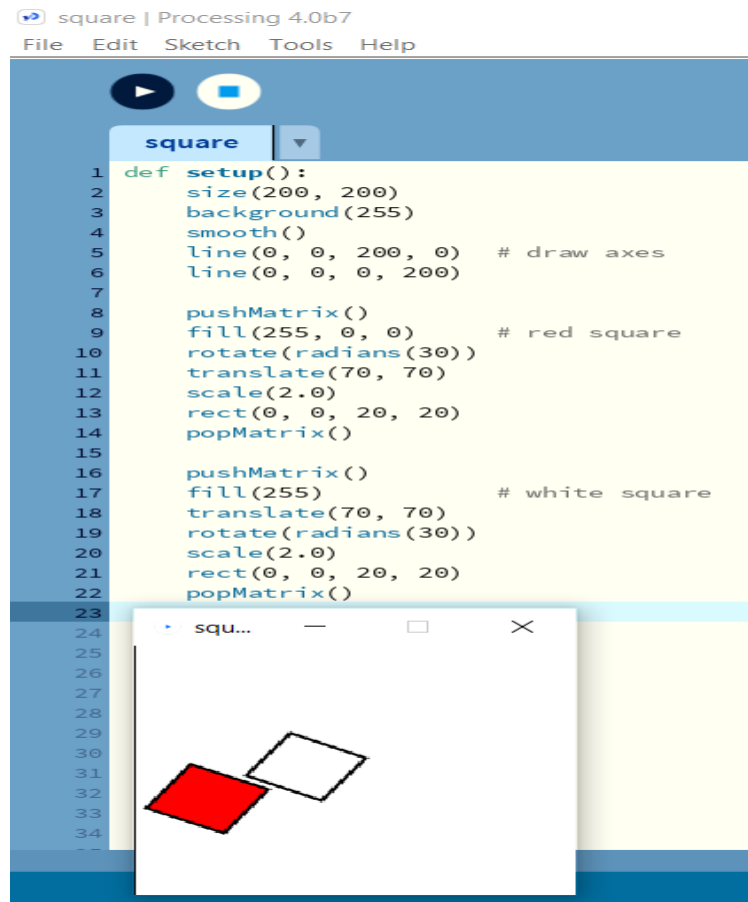 square | Processing 4.0b7
File Edit Sketch Tools Help
square
1 def setup():
2 size(200, 200)
3 background(255)
4 smooth()
5 line(0, 0, 200, 0) # draw axes
6 line(0, 0, 0, 200)
7
8 pushMatrix()
9 fill(255, 0, 0) # red square
10 rotate(radians(30))
11 translate(70, 70)
12 scale(2.0)
13 rect(0, 0, 20, 20)
14 popMatrix()
15
16 pushMatrix()
17 fill(255) # white square
18 translate(70, 70)
19 rotate(radians(30))
20 scale(2.0)
21 rect(0, 0, 20, 20)
22 popMatrix()
23
24 squ...
25
26
27
28
29
30
31
32
33
34